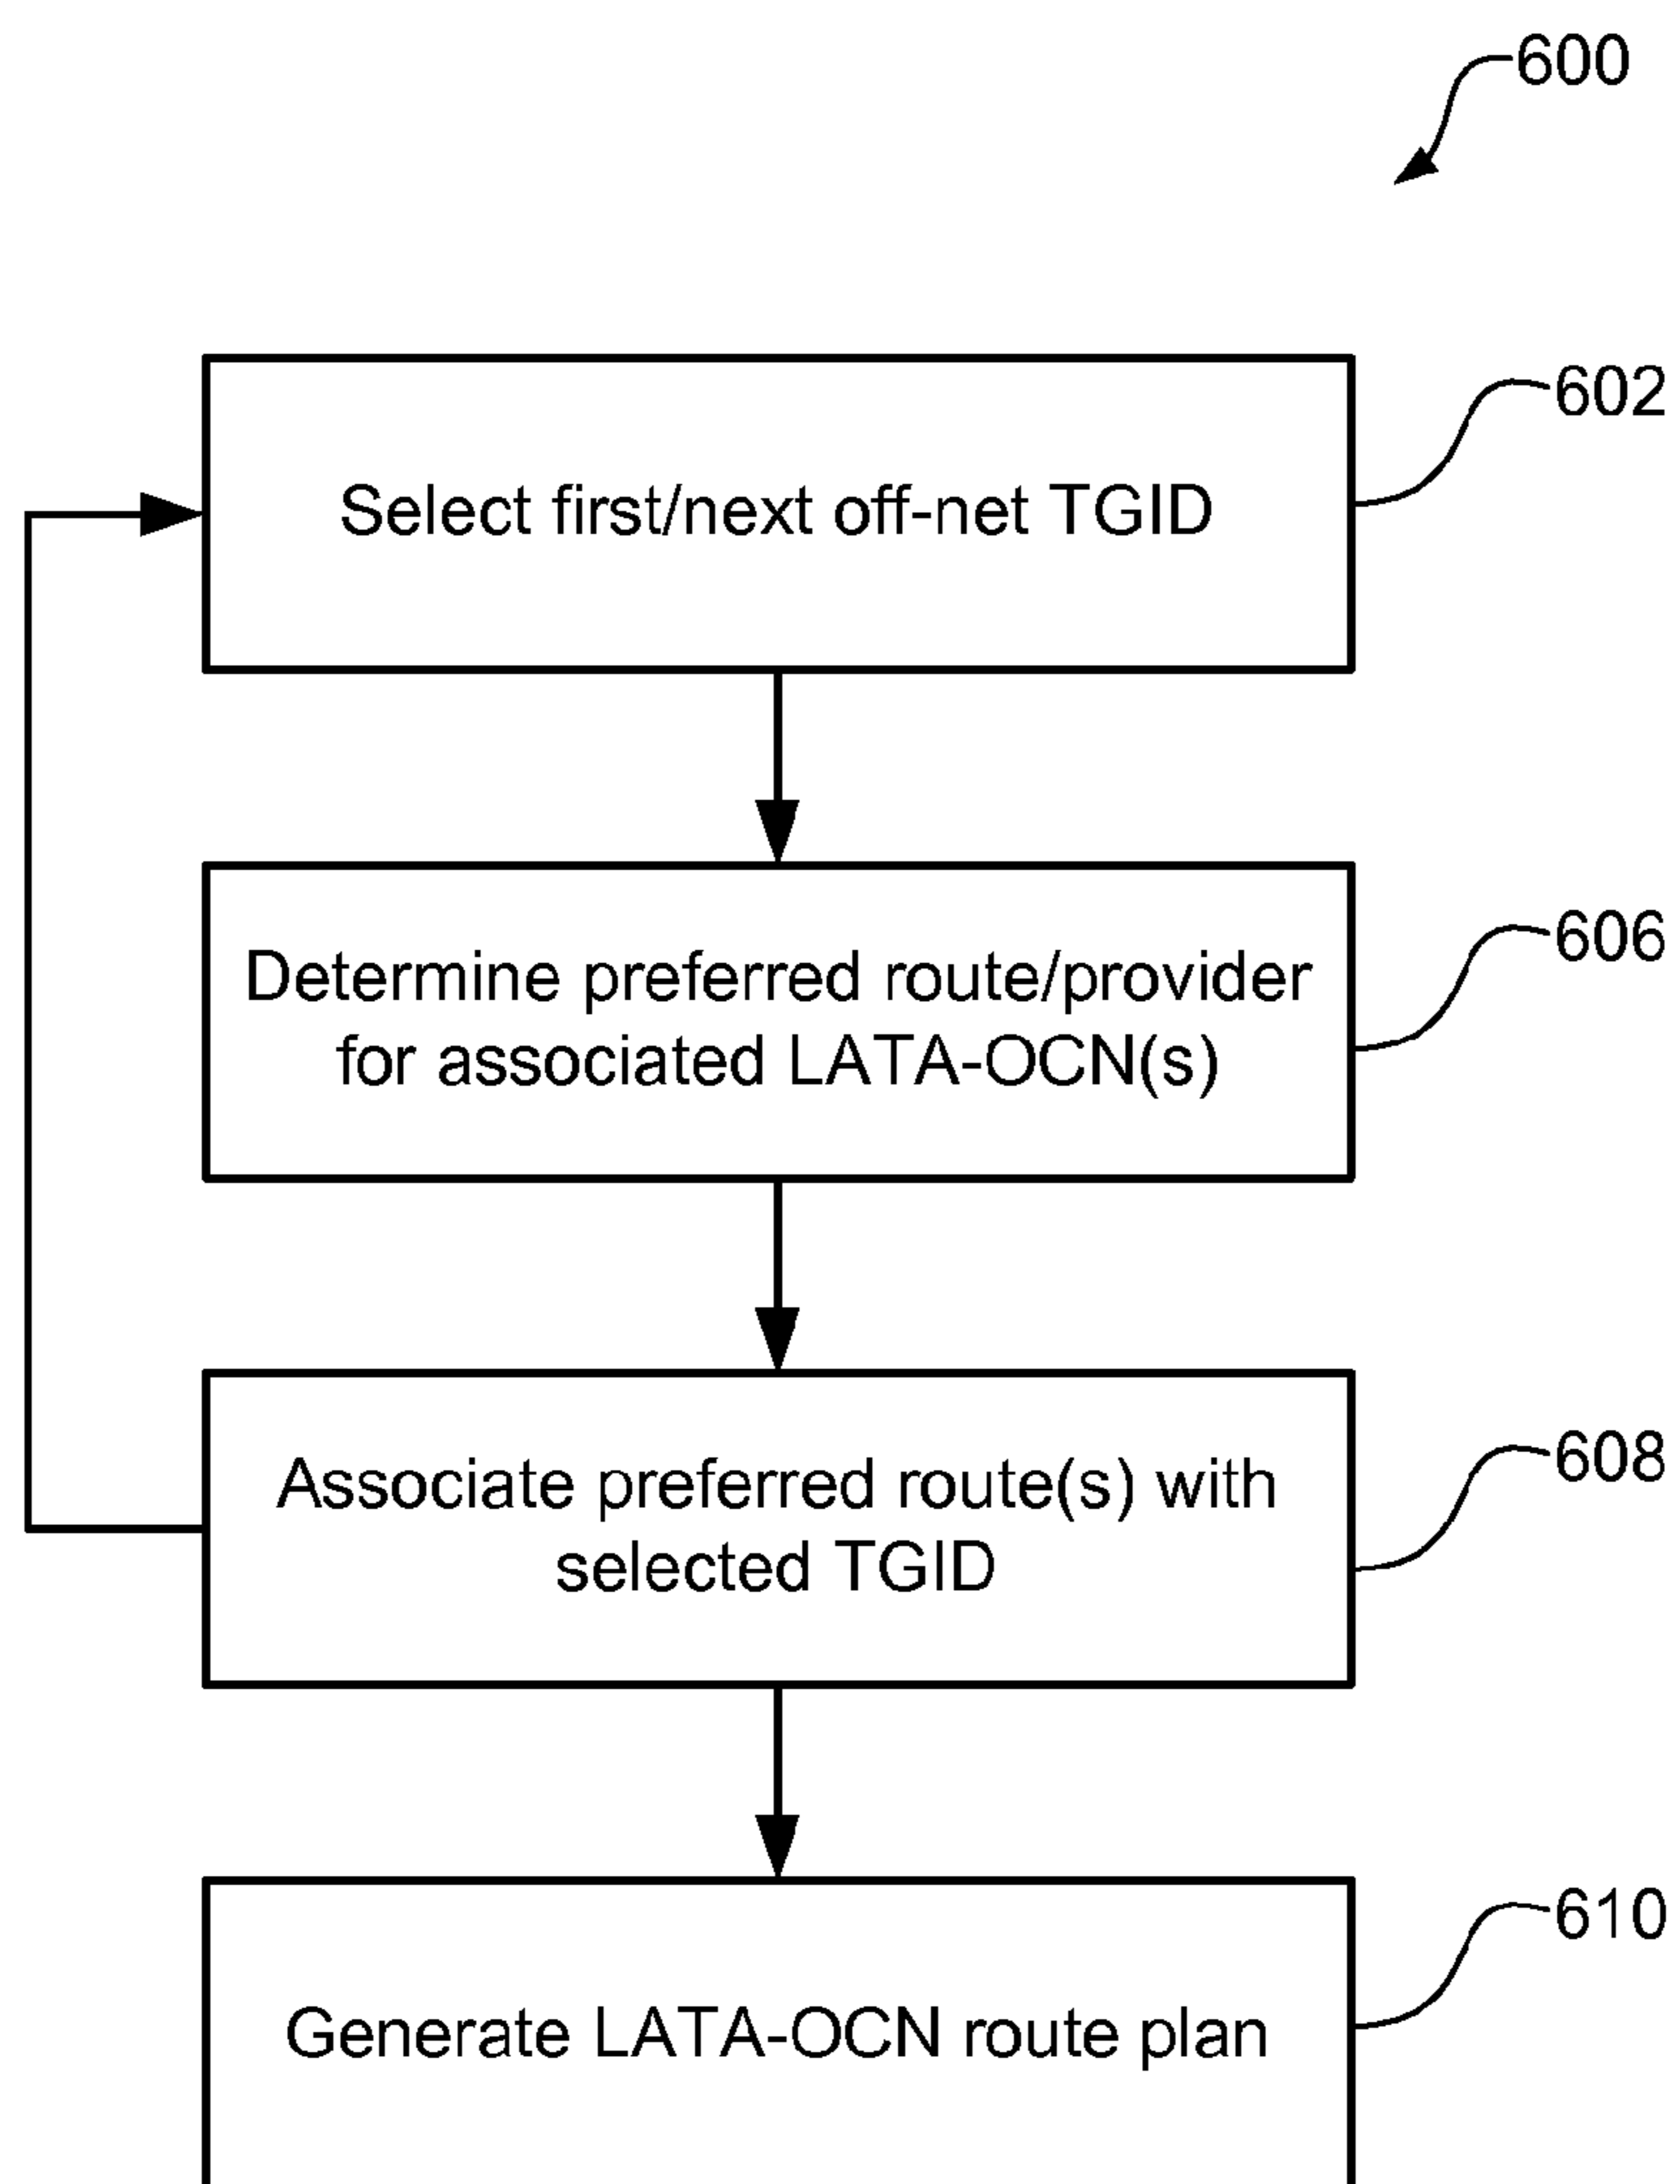 600
602
Select first/next off-net TGID
606
Determine preferred route/provider
for associated LATA-OCN(s)
608
Associate preferred route(s) with
selected TGID
610
Generate LATA-OCN route plan